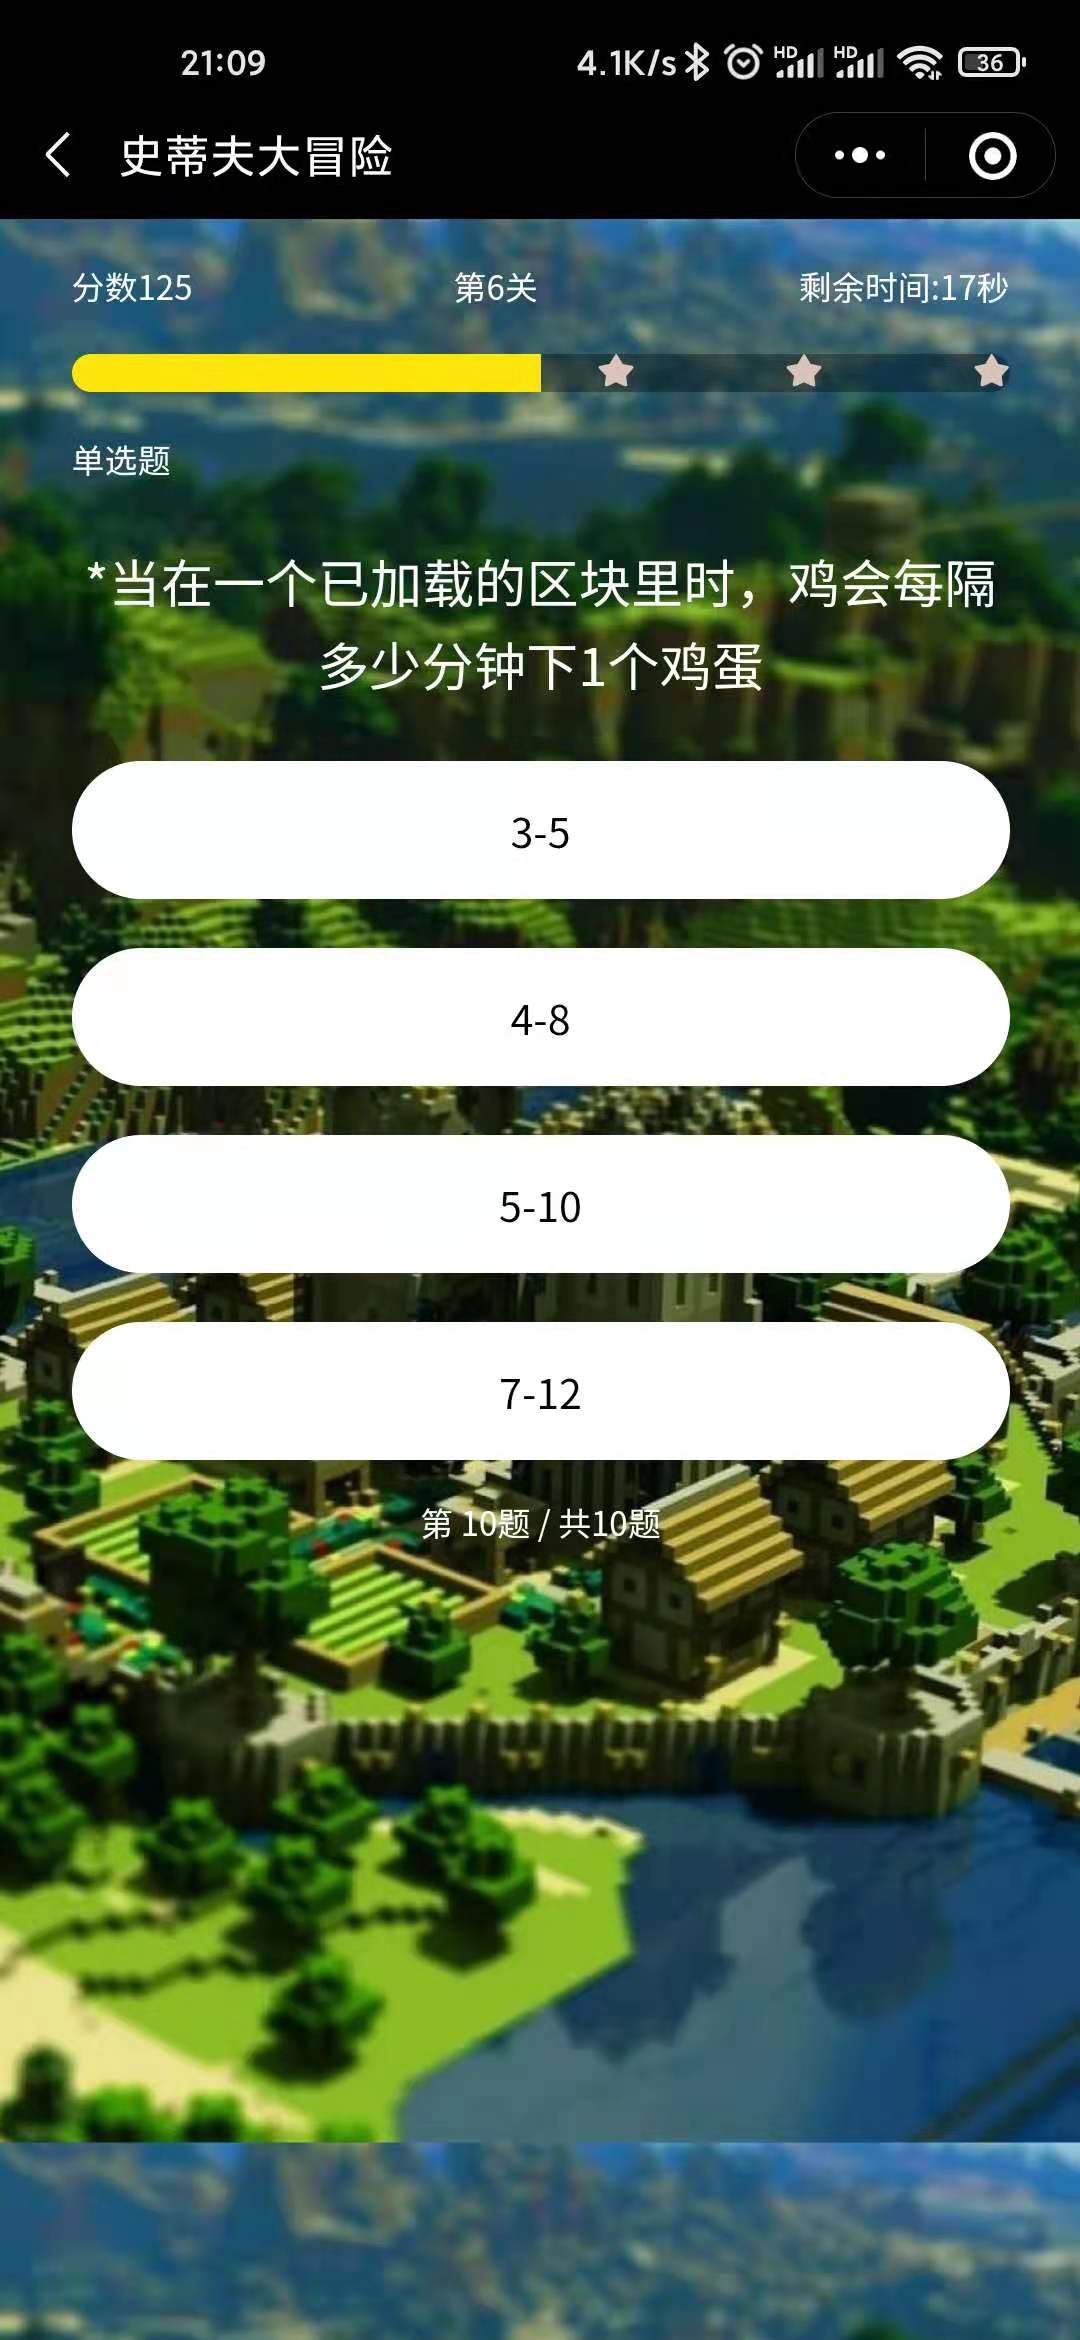 21:09
4.1K/s HD HD 36
史蒂夫大冒险
分数125 第6关 剩余时间:17秒
单选题
*当在一个已加载的区块里时，鸡会每隔
多少分钟下1个鸡蛋
3-5
4-8
5-10
7-12
第 10题 / 共10题